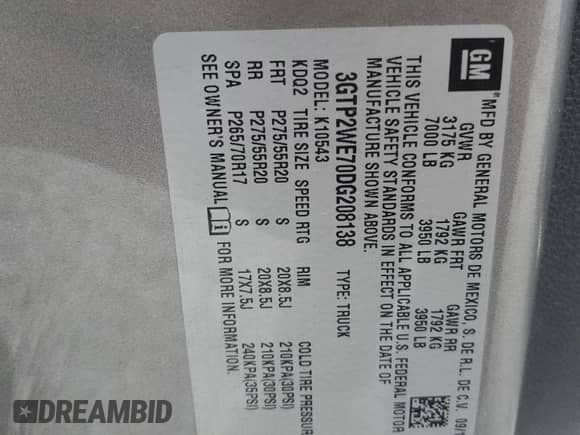 GM
MFD BY GENERAL MOTORS DE MEXICO, S. DE R.L. DE C.V. 09/
GVWR GAWR FRT GAWR RR
3175 KG 1792 KG 1792 KG
7000 LB 3950 LB 3950 LB
THIS VEHICLE CONFORMS TO ALL APPLICABLE U.S. FEDERAL MOTOR
VEHICLE SAFETY STANDARDS IN EFFECT ON THE DATE OF
MANUFACTURE SHOWN ABOVE.
3GTP2WE70DG208138 TYPE: TRUCK
MODEL: K10543
KDQ2 TIRE SIZE SPEED RTG RIM COLD TIRE PRESSUR
FRT P275/55R20 S 20X8.5J 210KPA(30PSI)
RR P275/55R20 S 20X8.5J 210KPA(30PSI)
SPA P265/70R17 S 17X7.5J 240KPA(35PSI)
SEE OWNER'S MANUAL FOR MORE INFORMATION.
DREAMBID